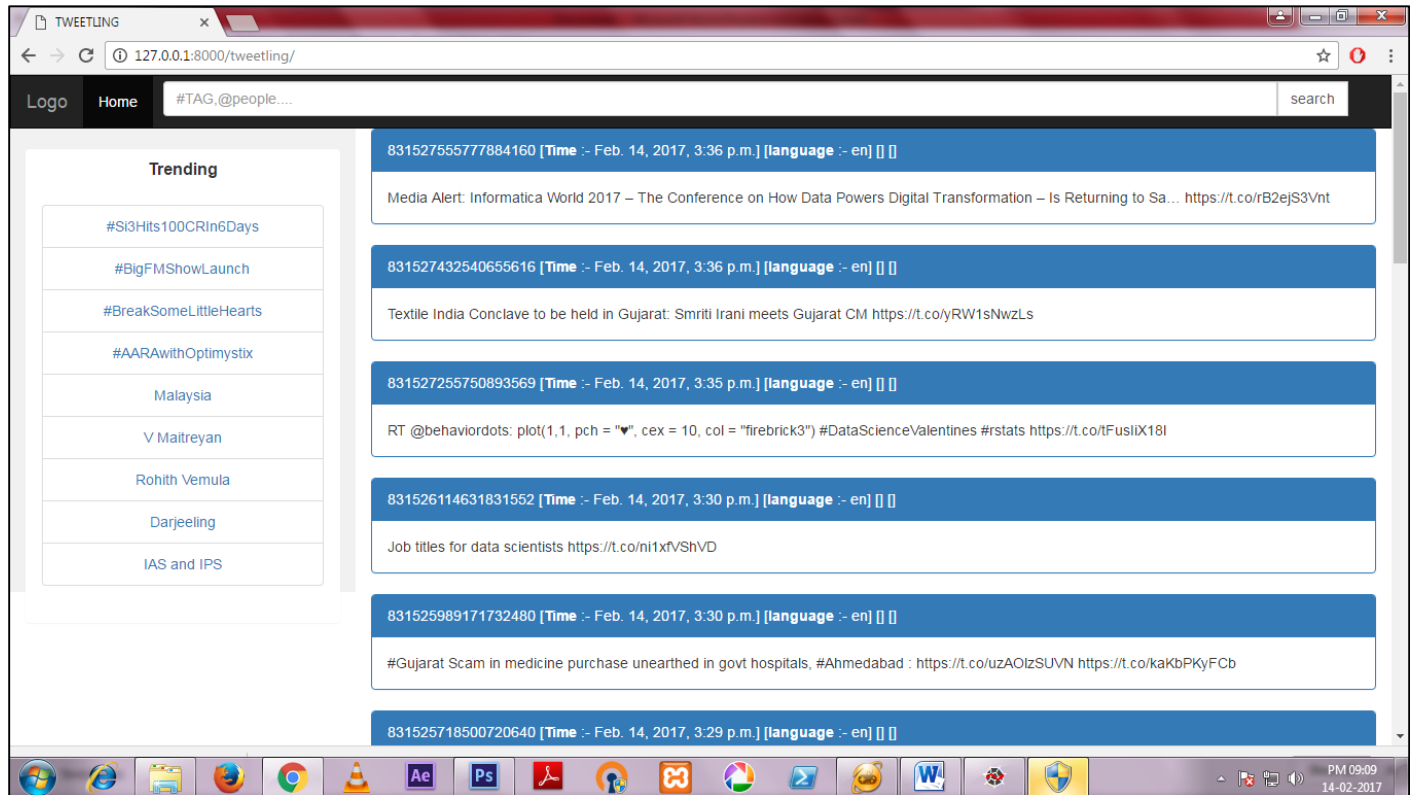 TWEETLING
127.0.0.1:8000/tweetling/
Logo Home #TAG,@people.... search
Trending
#Si3Hits100CRIn6Days
#BigFMShowLaunch
#BreakSomeLittleHearts
#AARAwithOptimystix
Malaysia
V Maitreyan
Rohith Vemula
Darjeeling
IAS and IPS
831527555777884160 [Time :- Feb. 14, 2017, 3:36 p.m.] [language :- en] [] []
Media Alert: Informatica World 2017 – The Conference on How Data Powers Digital Transformation – Is Returning to Sa… https://t.co/rB2ejS3Vnt
831527432540655616 [Time :- Feb. 14, 2017, 3:36 p.m.] [language :- en] [] []
Textile India Conclave to be held in Gujarat: Smriti Irani meets Gujarat CM https://t.co/yRW1sNwzLs
831527255750893569 [Time :- Feb. 14, 2017, 3:35 p.m.] [language :- en] [] []
RT @behaviordots: plot(1,1, pch = "♥", cex = 10, col = "firebrick3") #DataScienceValentines #rstats https://t.co/tFusIiX18I
831526114631831552 [Time :- Feb. 14, 2017, 3:30 p.m.] [language :- en] [] []
Job titles for data scientists https://t.co/ni1xfVShVD
831525989171732480 [Time :- Feb. 14, 2017, 3:30 p.m.] [language :- en] [] []
#Gujarat Scam in medicine purchase unearthed in govt hospitals, #Ahmedabad : https://t.co/uzAOlzSUVN https://t.co/kaKbPKyFCb
831525718500720640 [Time :- Feb. 14, 2017, 3:29 p.m.] [language :- en] [] []
Ae Ps W
PM 09:09
14-02-2017